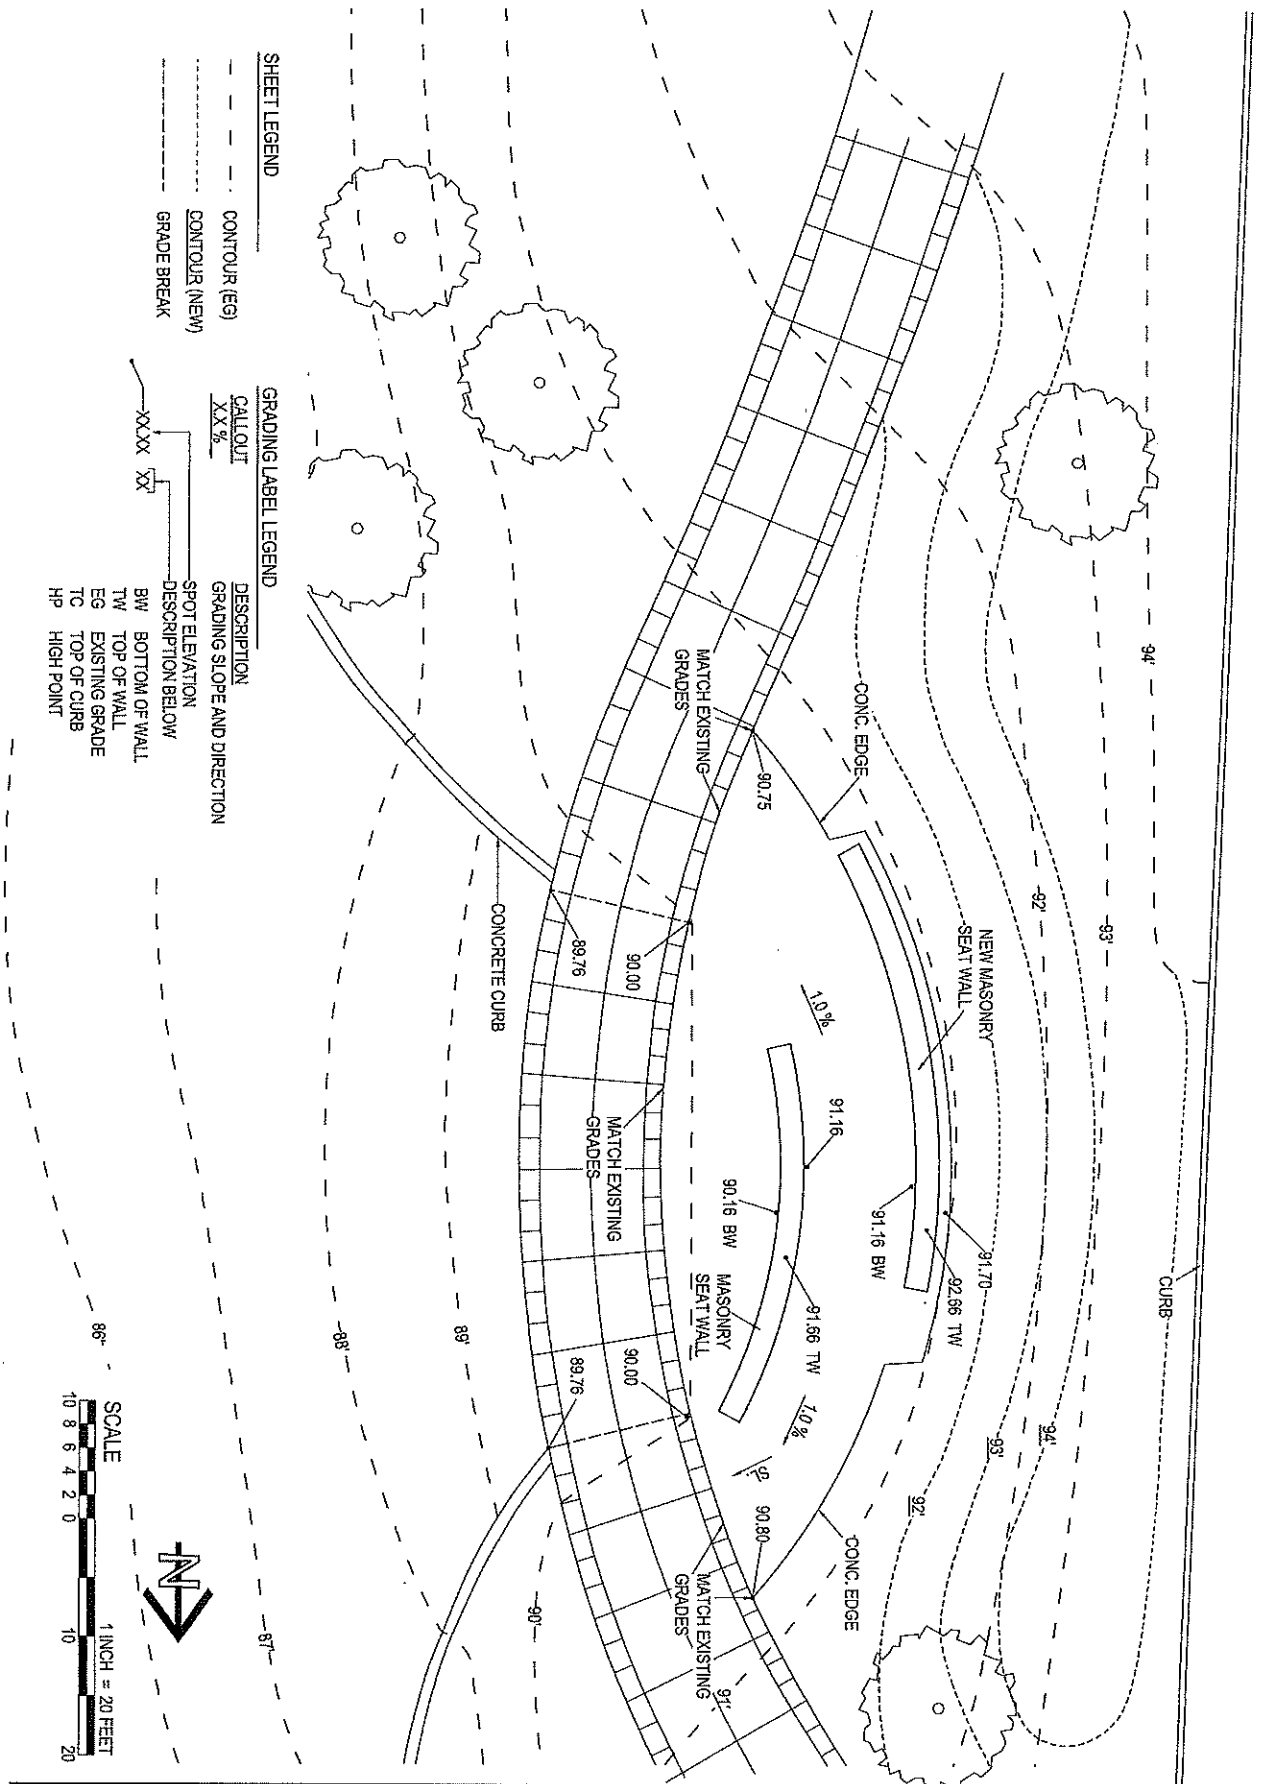 SHEET LEGEND
CONTOUR (EG)
CONTOUR (NEW)
GRADE BREAK
GRADING LABEL LEGEND
CALLOUT
DESCRIPTION
X.X %
GRADING SLOPE AND DIRECTION
SPOT ELEVATION
DESCRIPTION BELOW
XX.XX XX
BW BOTTOM OF WALL
TW TOP OF WALL
EG EXISTING GRADE
TC TOP OF CURB
HP HIGH POINT
94'
93'
92'
CURB
CONC. EDGE
MATCH EXISTING
GRADES
90.75
NEW MASONRY
SEAT WALL
1.0 %
90.00
89.76
CONCRETE CURB
91.16
90.16 BW
91.16 BW
91.70
92.66 TW
91.66 TW
MASONRY
SEAT WALL
MATCH EXISTING
GRADES
90.00
89.76
1.0 %
90.80
CONC. EDGE
MATCH EXISTING
GRADES
94'
93'
92'
91'
90'
89'
88'
87'
86'
SCALE
1 INCH = 20 FEET
10 8 6 4 2 0 10 20
N